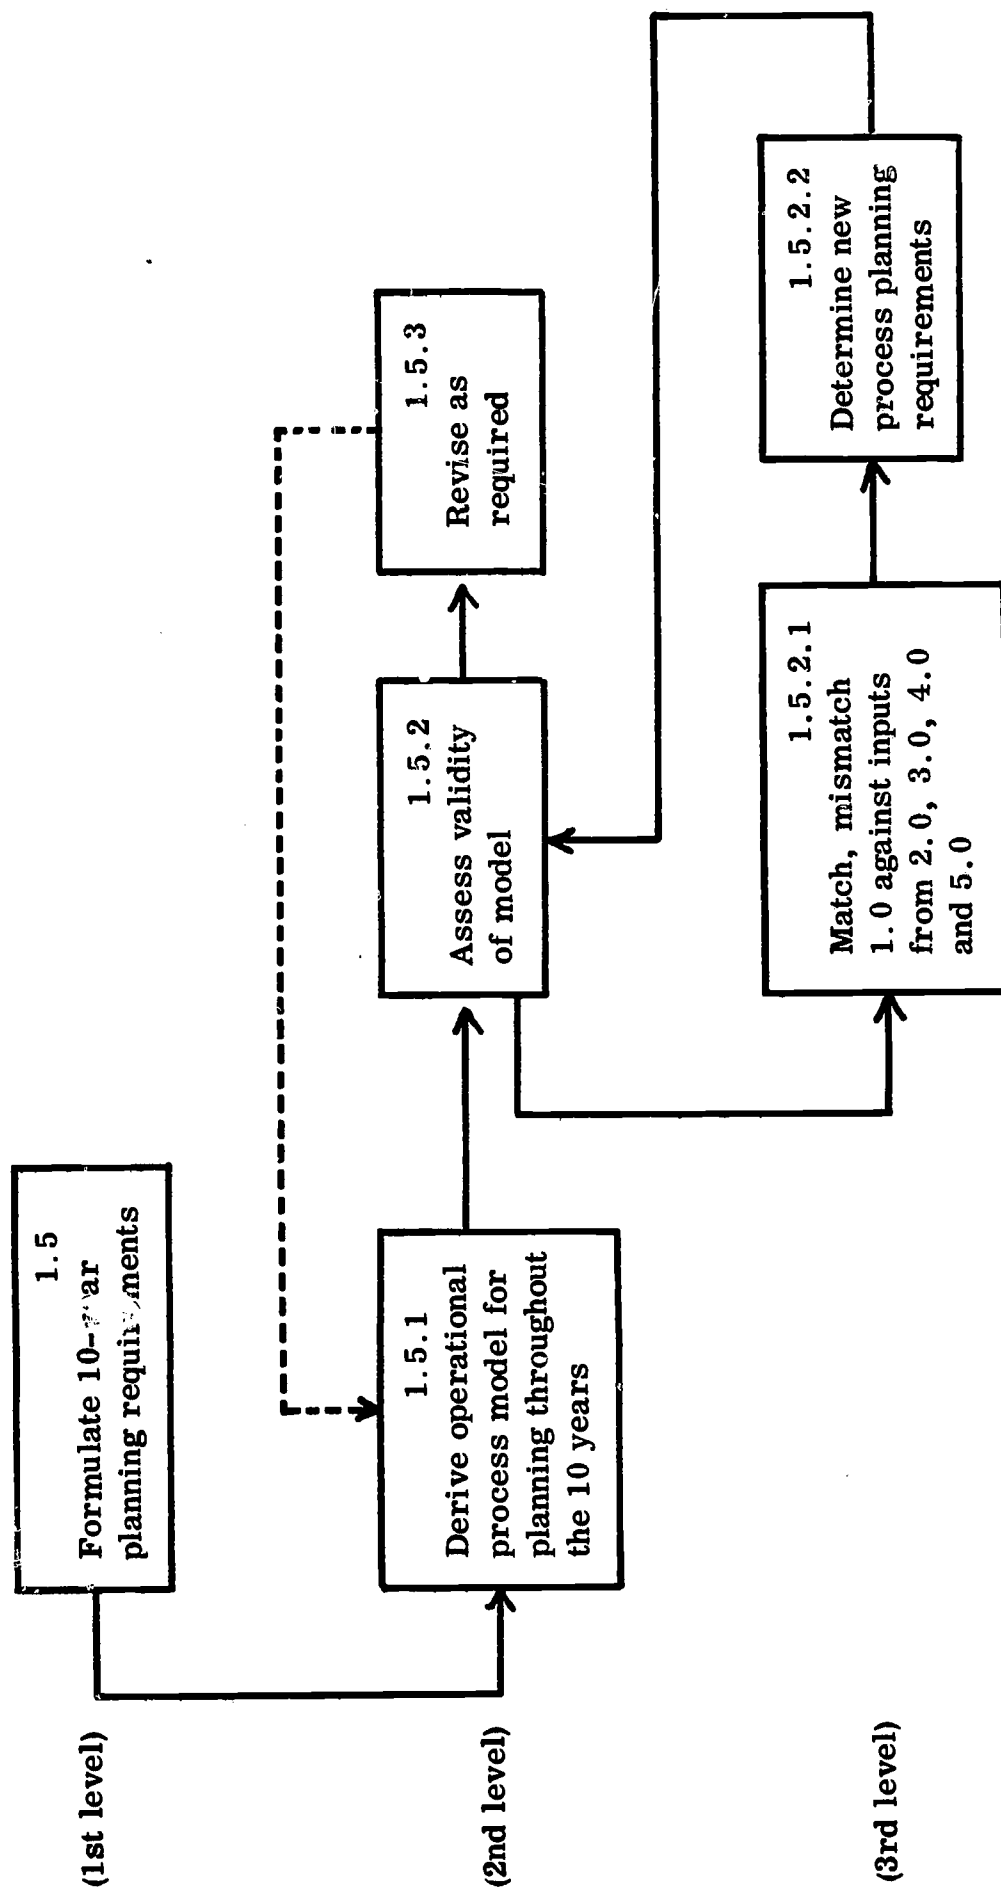 (1st level)
1.5
Formulate 10-
planning requirements
(2nd level)
1.5.1
Derive operational
process model for
planning throughout
the 10 years
1.5.2
Assess validity
of model
1.5.3
Revise as
required
(3rd level)
1.5.2.1
Match, mismatch
1.0 against inputs
from 2.0, 3.0, 4.0
and 5.0
1.5.2.2
Determine new
process planning
requirements